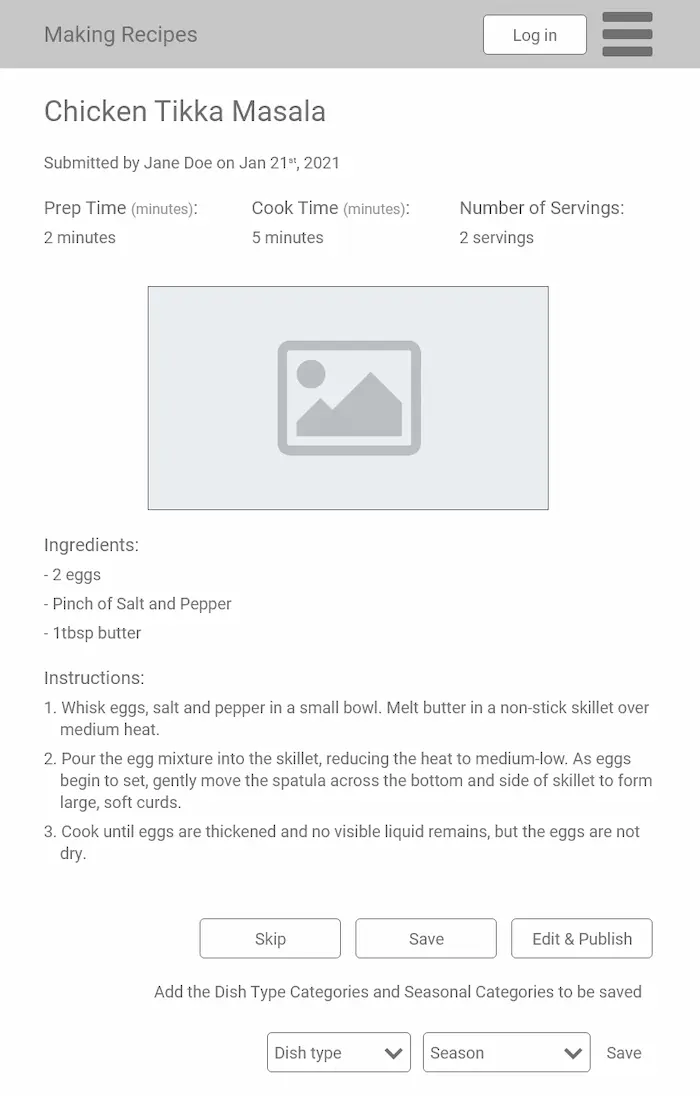 Making Recipes
Log in
Chicken Tikka Masala
Submitted by Jane Doe on Jan 21st, 2021
Prep Time (minutes): Cook Time (minutes): Number of Servings:
2 minutes 5 minutes 2 servings
Ingredients:
- 2 eggs
- Pinch of Salt and Pepper
- 1tbsp butter
Instructions:
1. Whisk eggs, salt and pepper in a small bowl. Melt butter in a non-stick skillet over
medium heat.
2. Pour the egg mixture into the skillet, reducing the heat to medium-low. As eggs
begin to set, gently move the spatula across the bottom and side of skillet to form
large, soft curds.
3. Cook until eggs are thickened and no visible liquid remains, but the eggs are not
dry.
Skip Save Edit & Publish
Add the Dish Type Categories and Seasonal Categories to be saved
Dish type Season Save